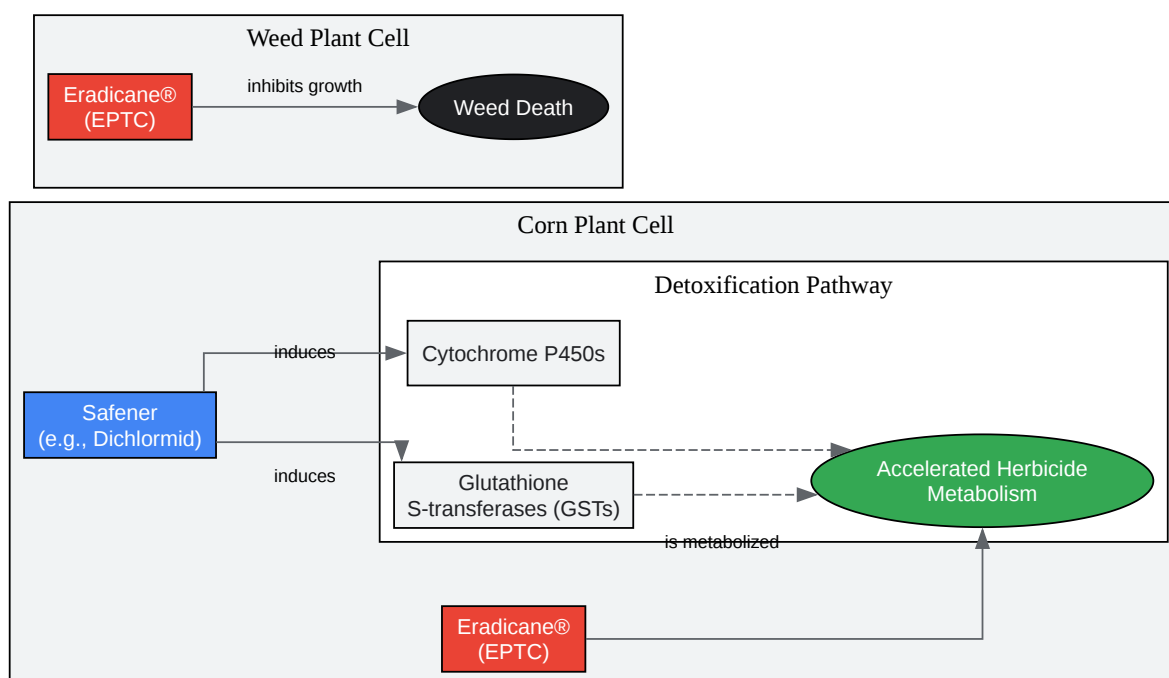 Weed Plant Cell
Eradicane®
(EPTC)
inhibits growth
Weed Death
Corn Plant Cell
Detoxification Pathway
induces
Cytochrome P450s
Safener
(e.g., Dichlormid)
induces
Glutathione
S-transferases (GSTs)
Accelerated Herbicide
Metabolism
is metabolized
Eradicane®
(EPTC)